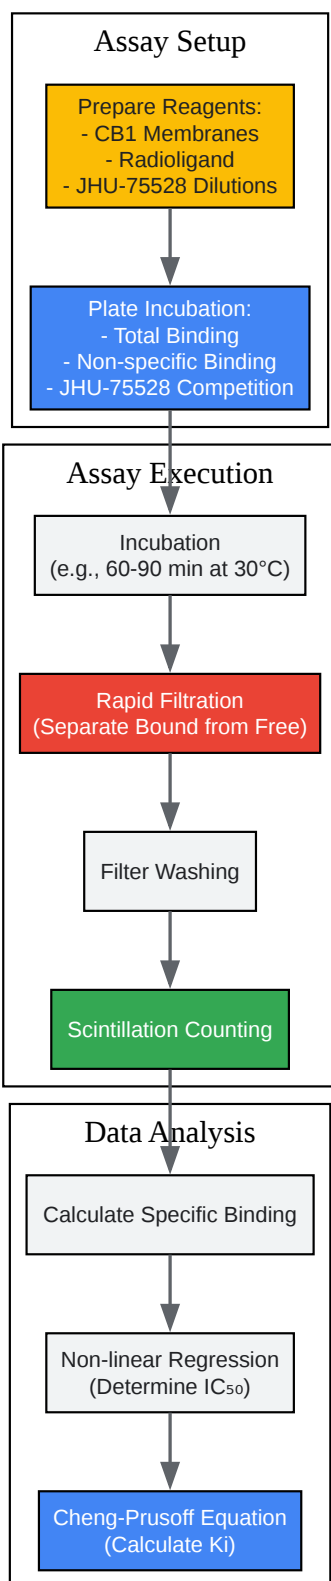 Assay Setup
Prepare Reagents:
- CB1 Membranes
- Radioligand
- JHU-75528 Dilutions
Plate Incubation:
- Total Binding
- Non-specific Binding
- JHU-75528 Competition
Assay Execution
Incubation
(e.g., 60-90 min at 30°C)
Rapid Filtration
(Separate Bound from Free)
Filter Washing
Scintillation Counting
Data Analysis
Calculate Specific Binding
Non-linear Regression
(Determine IC₅₀)
Cheng-Prusoff Equation
(Calculate Ki)